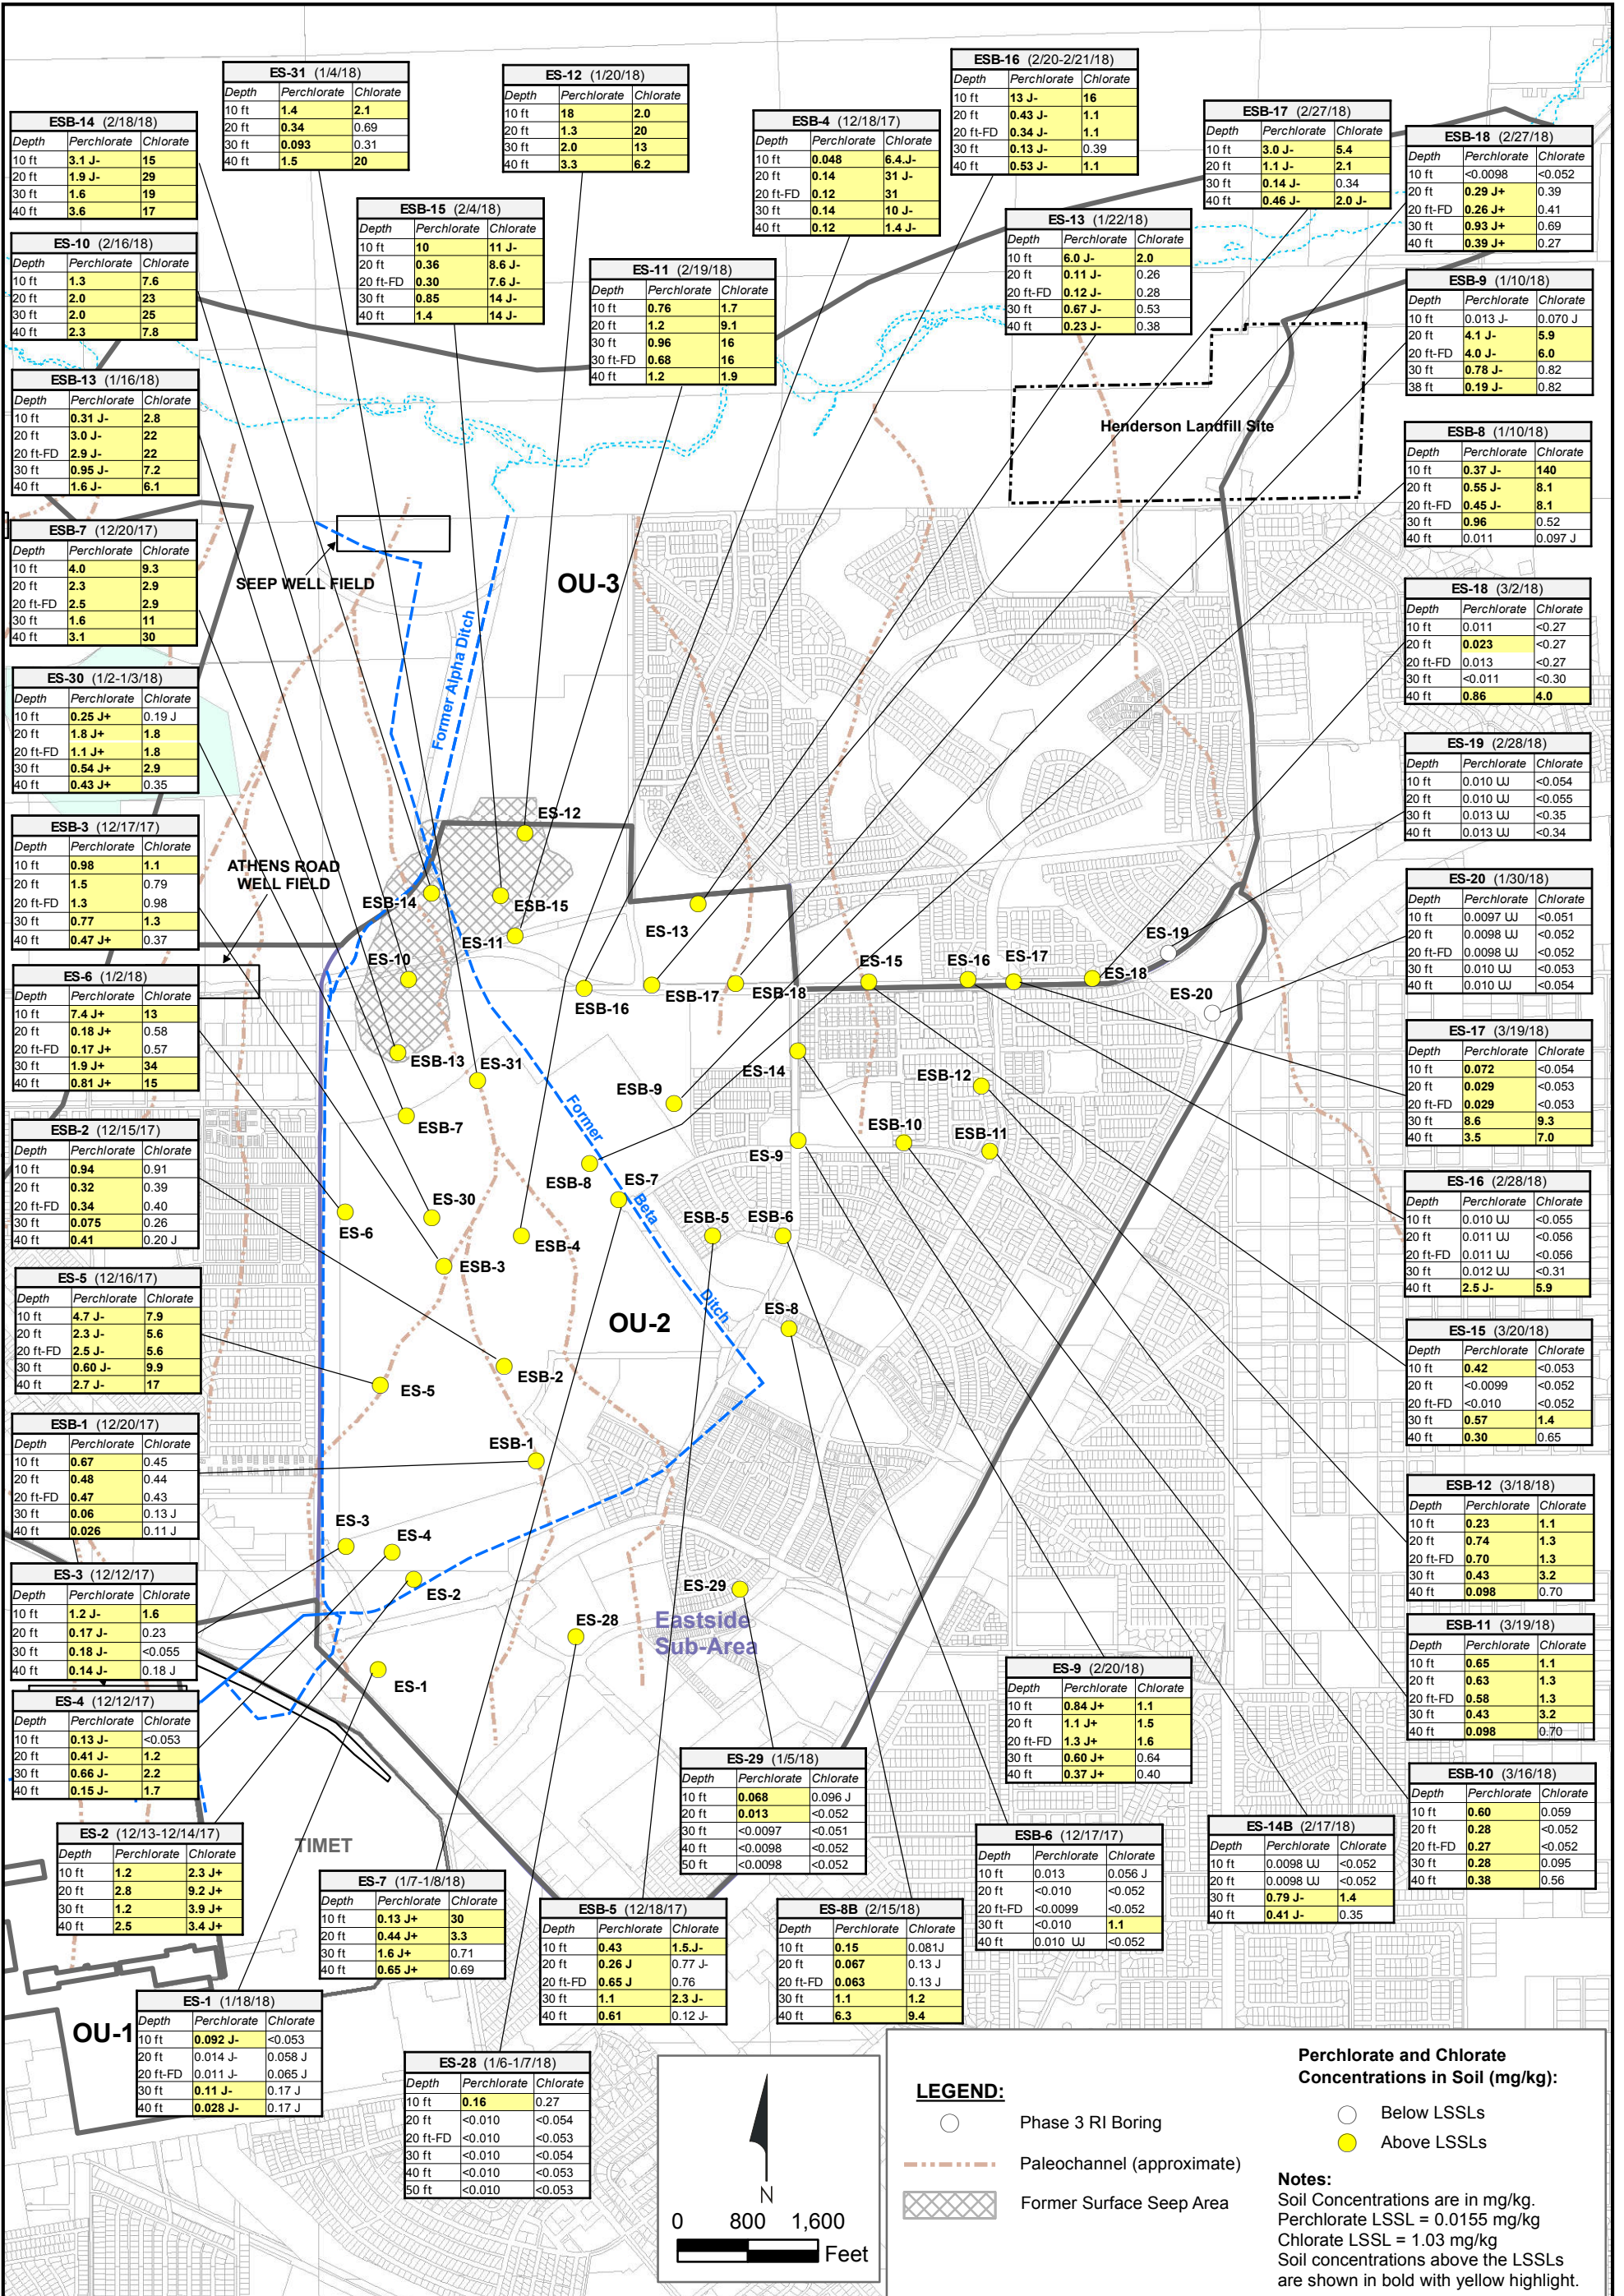 ES-31 (1/4/18)
Depth Perchlorate Chlorate
10 ft 1.4 2.1
20 ft 0.34 0.69
30 ft 0.093 0.31
40 ft 1.5 20
ES-12 (1/20/18)
Depth Perchlorate Chlorate
10 ft 18 2.0
20 ft 1.3 20
30 ft 2.0 13
40 ft 3.3 6.2
ESB-16 (2/20-2/21/18)
Depth Perchlorate Chlorate
10 ft 13 J- 16
20 ft 0.43 J- 1.1
20 ft-FD 0.34 J- 1.1
30 ft 0.13 J- 0.39
40 ft 0.53 J- 1.1
ESB-14 (2/18/18)
Depth Perchlorate Chlorate
10 ft 3.1 J- 15
20 ft 1.9 J- 29
30 ft 1.6 19
40 ft 3.6 17
ESB-4 (12/18/17)
Depth Perchlorate Chlorate
10 ft 0.048 6.4.J-
20 ft 0.14 31 J-
20 ft-FD 0.12 31
30 ft 0.14 10 J-
40 ft 0.12 1.4 J-
ESB-17 (2/27/18)
Depth Perchlorate Chlorate
10 ft 3.0 J- 5.4
20 ft 1.1 J- 2.1
30 ft 0.14 J- 0.34
40 ft 0.46 J- 2.0 J-
ESB-18 (2/27/18)
Depth Perchlorate Chlorate
10 ft <0.0098 <0.052
20 ft 0.29 J+ 0.39
20 ft-FD 0.26 J+ 0.41
30 ft 0.93 J+ 0.69
40 ft 0.39 J+ 0.27
ESB-15 (2/4/18)
Depth Perchlorate Chlorate
10 ft 10 11 J-
20 ft 0.36 8.6 J-
20 ft-FD 0.30 7.6 J-
30 ft 0.85 14 J-
40 ft 1.4 14 J-
ES-13 (1/22/18)
Depth Perchlorate Chlorate
10 ft 6.0 J- 2.0
20 ft 0.11 J- 0.26
20 ft-FD 0.12 J- 0.28
30 ft 0.67 J- 0.53
40 ft 0.23 J- 0.38
ES-10 (2/16/18)
Depth Perchlorate Chlorate
10 ft 1.3 7.6
20 ft 2.0 23
30 ft 2.0 25
40 ft 2.3 7.8
ES-11 (2/19/18)
Depth Perchlorate Chlorate
10 ft 0.76 1.7
20 ft 1.2 9.1
30 ft 0.96 16
30 ft-FD 0.68 16
40 ft 1.2 1.9
ESB-9 (1/10/18)
Depth Perchlorate Chlorate
10 ft 0.013 J- 0.070 J
20 ft 4.1 J- 5.9
20 ft-FD 4.0 J- 6.0
30 ft 0.78 J- 0.82
38 ft 0.19 J- 0.82
ESB-13 (1/16/18)
Depth Perchlorate Chlorate
10 ft 0.31 J- 2.8
20 ft 3.0 J- 22
20 ft-FD 2.9 J- 22
30 ft 0.95 J- 7.2
40 ft 1.6 J- 6.1
Henderson Landfill Site
ESB-8 (1/10/18)
Depth Perchlorate Chlorate
10 ft 0.37 J- 140
20 ft 0.55 J- 8.1
20 ft-FD 0.45 J- 8.1
30 ft 0.96 0.52
40 ft 0.011 0.097 J
ESB-7 (12/20/17)
Depth Perchlorate Chlorate
10 ft 4.0 9.3
20 ft 2.3 2.9
20 ft-FD 2.5 2.9
30 ft 1.6 11
40 ft 3.1 30
SEEP WELL FIELD
OU-3
Former Alpha Ditch
ES-18 (3/2/18)
Depth Perchlorate Chlorate
10 ft 0.011 <0.27
20 ft 0.023 <0.27
20 ft-FD 0.013 <0.27
30 ft <0.011 <0.30
40 ft 0.86 4.0
ES-30 (1/2-1/3/18)
Depth Perchlorate Chlorate
10 ft 0.25 J+ 0.19 J
20 ft 1.8 J+ 1.8
20 ft-FD 1.1 J+ 1.8
30 ft 0.54 J+ 2.9
40 ft 0.43 J+ 0.35
ES-19 (2/28/18)
Depth Perchlorate Chlorate
10 ft 0.010 UJ <0.054
20 ft 0.010 UJ <0.055
30 ft 0.013 UJ <0.35
40 ft 0.013 UJ <0.34
ESB-3 (12/17/17)
Depth Perchlorate Chlorate
10 ft 0.98 1.1
20 ft 1.5 0.79
20 ft-FD 1.3 0.98
30 ft 0.77 1.3
40 ft 0.47 J+ 0.37
ATHENS ROAD
WELL FIELD
ES-12
ESB-14
ESB-15
ES-11
ES-13
ES-10
ES-19
ES-20 (1/30/18)
Depth Perchlorate Chlorate
10 ft 0.0097 UJ <0.051
20 ft 0.0098 UJ <0.052
20 ft-FD 0.0098 UJ <0.052
30 ft 0.010 UJ <0.053
40 ft 0.010 UJ <0.054
ES-6 (1/2/18)
Depth Perchlorate Chlorate
10 ft 7.4 J+ 13
20 ft 0.18 J+ 0.58
20 ft-FD 0.17 J+ 0.57
30 ft 1.9 J+ 34
40 ft 0.81 J+ 15
ESB-16
ESB-17
ESB-18
ES-15
ES-16
ES-17
ES-18
ES-20
ES-17 (3/19/18)
Depth Perchlorate Chlorate
10 ft 0.072 <0.054
20 ft 0.029 <0.053
20 ft-FD 0.029 <0.053
30 ft 8.6 9.3
40 ft 3.5 7.0
ESB-13
ES-31
ES-14
ESB-12
ESB-9
ESB-7
ESB-10
ESB-11
ES-9
ESB-2 (12/15/17)
Depth Perchlorate Chlorate
10 ft 0.94 0.91
20 ft 0.32 0.39
20 ft-FD 0.34 0.40
30 ft 0.075 0.26
40 ft 0.41 0.20 J
Former
Beta
Ditch
ESB-8
ES-7
ES-30
ES-6
ESB-4
ESB-5
ESB-6
ESB-3
ES-16 (2/28/18)
Depth Perchlorate Chlorate
10 ft 0.010 UJ <0.055
20 ft 0.011 UJ <0.056
20 ft-FD 0.011 UJ <0.056
30 ft 0.012 UJ <0.31
40 ft 2.5 J- 5.9
ES-5 (12/16/17)
Depth Perchlorate Chlorate
10 ft 4.7 J- 7.9
20 ft 2.3 J- 5.6
20 ft-FD 2.5 J- 5.6
30 ft 0.60 J- 9.9
40 ft 2.7 J- 17
OU-2
ES-8
ESB-2
ES-5
ES-15 (3/20/18)
Depth Perchlorate Chlorate
10 ft 0.42 <0.053
20 ft <0.0099 <0.052
20 ft-FD <0.010 <0.052
30 ft 0.57 1.4
40 ft 0.30 0.65
ESB-1 (12/20/17)
Depth Perchlorate Chlorate
10 ft 0.67 0.45
20 ft 0.48 0.44
20 ft-FD 0.47 0.43
30 ft 0.06 0.13 J
40 ft 0.026 0.11 J
ESB-1
ES-3
ES-4
ES-2
ESB-12 (3/18/18)
Depth Perchlorate Chlorate
10 ft 0.23 1.1
20 ft 0.74 1.3
20 ft-FD 0.70 1.3
30 ft 0.43 3.2
40 ft 0.098 0.70
ES-3 (12/12/17)
Depth Perchlorate Chlorate
10 ft 1.2 J- 1.6
20 ft 0.17 J- 0.23
30 ft 0.18 J- <0.055
40 ft 0.14 J- 0.18 J
ES-29
ES-28
Eastside
Sub-Area
ES-1
ESB-11 (3/19/18)
Depth Perchlorate Chlorate
10 ft 0.65 1.1
20 ft 0.63 1.3
20 ft-FD 0.58 1.3
30 ft 0.43 3.2
40 ft 0.098 0.70
ES-4 (12/12/17)
Depth Perchlorate Chlorate
10 ft 0.13 J- <0.053
20 ft 0.41 J- 1.2
30 ft 0.66 J- 2.2
40 ft 0.15 J- 1.7
ES-9 (2/20/18)
Depth Perchlorate Chlorate
10 ft 0.84 J+ 1.1
20 ft 1.1 J+ 1.5
20 ft-FD 1.3 J+ 1.6
30 ft 0.60 J+ 0.64
40 ft 0.37 J+ 0.40
ES-29 (1/5/18)
Depth Perchlorate Chlorate
10 ft 0.068 0.096 J
20 ft 0.013 <0.052
30 ft <0.0097 <0.051
40 ft <0.0098 <0.052
50 ft <0.0098 <0.052
ESB-10 (3/16/18)
Depth Perchlorate Chlorate
10 ft 0.60 0.059
20 ft 0.28 <0.052
20 ft-FD 0.27 <0.052
30 ft 0.28 0.095
40 ft 0.38 0.56
ES-2 (12/13-12/14/17)
Depth Perchlorate Chlorate
10 ft 1.2 2.3 J+
20 ft 2.8 9.2 J+
30 ft 1.2 3.9 J+
40 ft 2.5 3.4 J+
TIMET
ES-14B (2/17/18)
Depth Perchlorate Chlorate
10 ft 0.0098 UJ <0.052
20 ft 0.0098 UJ <0.052
30 ft 0.79 J- 1.4
40 ft 0.41 J- 0.35
ESB-6 (12/17/17)
Depth Perchlorate Chlorate
10 ft 0.013 0.056 J
20 ft <0.010 <0.052
20 ft-FD <0.0099 <0.052
30 ft <0.010 1.1
40 ft 0.010 UJ <0.052
ES-7 (1/7-1/8/18)
Depth Perchlorate Chlorate
10 ft 0.13 J+ 30
20 ft 0.44 J+ 3.3
30 ft 1.6 J+ 0.71
40 ft 0.65 J+ 0.69
ESB-5 (12/18/17)
Depth Perchlorate Chlorate
10 ft 0.43 1.5.J-
20 ft 0.26 J 0.77 J-
20 ft-FD 0.65 J 0.76
30 ft 1.1 2.3 J-
40 ft 0.61 0.12 J-
ES-8B (2/15/18)
Depth Perchlorate Chlorate
10 ft 0.15 0.081J
20 ft 0.067 0.13 J
20 ft-FD 0.063 0.13 J
30 ft 1.1 1.2
40 ft 6.3 9.4
OU-1
ES-1 (1/18/18)
Depth Perchlorate Chlorate
10 ft 0.092 J- <0.053
20 ft 0.014 J- 0.058 J
20 ft-FD 0.011 J- 0.065 J
30 ft 0.11 J- 0.17 J
40 ft 0.028 J- 0.17 J
ES-28 (1/6-1/7/18)
Depth Perchlorate Chlorate
10 ft 0.16 0.27
20 ft <0.010 <0.054
20 ft-FD <0.010 <0.053
30 ft <0.010 <0.054
40 ft <0.010 <0.053
50 ft <0.010 <0.053
N
0 800 1,600
Feet
LEGEND:
Phase 3 RI Boring
Paleochannel (approximate)
Former Surface Seep Area
Perchlorate and Chlorate
Concentrations in Soil (mg/kg):
Below LSSLs
Above LSSLs
Notes:
Soil Concentrations are in mg/kg.
Perchlorate LSSL = 0.0155 mg/kg
Chlorate LSSL = 1.03 mg/kg
Soil concentrations above the LSSLs
are shown in bold with yellow highlight.